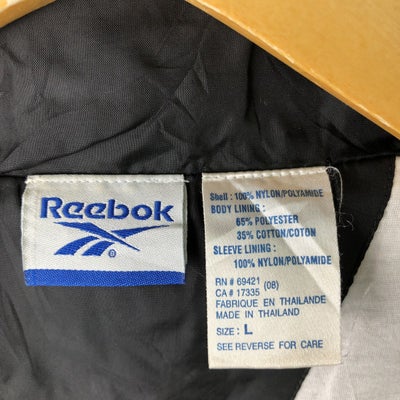 Reebok
®
Shell : 100% NYLON/POLYAMIDE
BODY LINING :
65% POLYESTER
35% COTTON/COTON
SLEEVE LINING :
100% NYLON/POLYAMIDE
RN # 69421 (08)
CA # 17335
FABRIQUE EN THAILANDE
MADE IN THAILAND
SIZE : L
SEE REVERSE FOR CARE